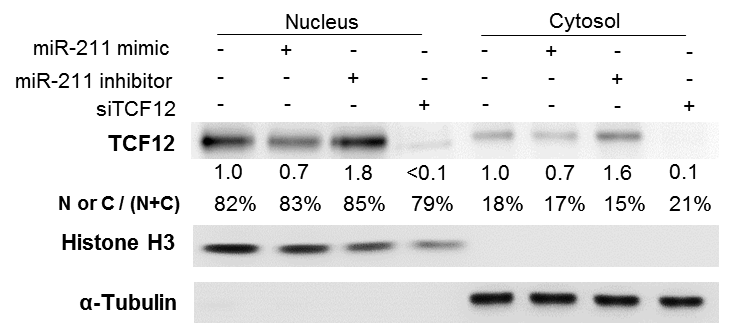 Nucleus Cytosol
miR-211 mimic - + - - - + - -
miR-211 inhibitor - - + - - - + -
siTCF12 - - - + - - - +
TCF12
1.0 0.7 1.8 <0.1 1.0 0.7 1.6 0.1
N or C / (N+C) 82% 83% 85% 79% 18% 17% 15% 21%
Histone H3
α-Tubulin